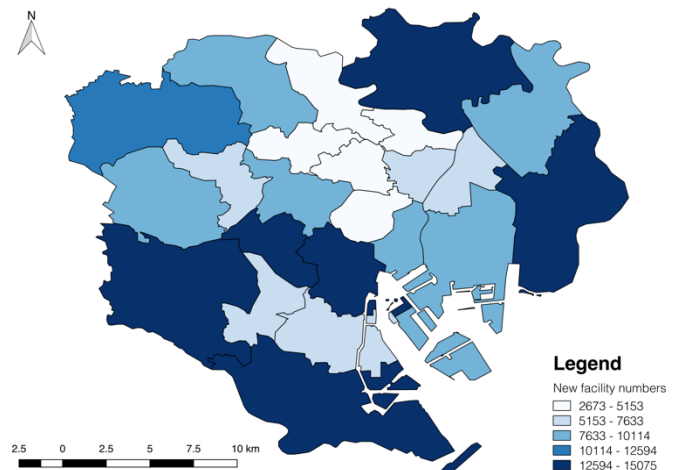 N
2.5 0 2.5 5 7.5 10 km
Legend
New facility numbers
2673 - 5153
5153 - 7633
7633 - 10114
10114 - 12594
12594 - 15075